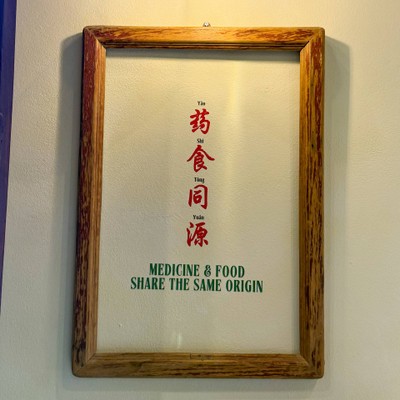 Yào
药
Shí
食
Tóng
同
Yuán
源
MEDICINE & FOOD
SHARE THE SAME ORIGIN